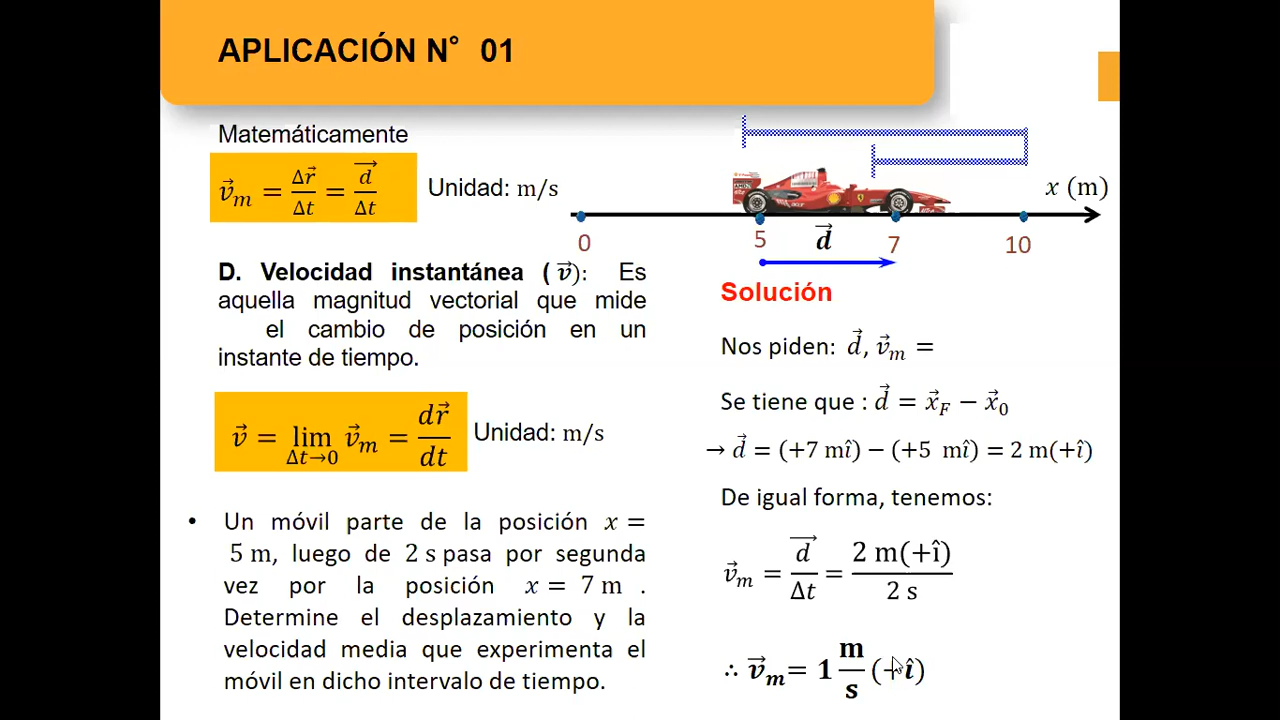 APLICACIÓN N° 01
Matemáticamente
v⃗ₘ = Δr⃗/Δt = d⃗/Δt Unidad: m/s
D. Velocidad instantánea ( v⃗): Es
aquella magnitud vectorial que mide
el cambio de posición en un
instante de tiempo.
v⃗ = lim Δt→0 v⃗ₘ = dr⃗/dt Unidad: m/s
• Un móvil parte de la posición x =
5 m, luego de 2 s pasa por segunda
vez por la posición x = 7 m .
Determine el desplazamiento y la
velocidad media que experimenta el
móvil en dicho intervalo de tiempo.
x (m)
0 5 d⃗ 7 10
Solución
Nos piden: d⃗, v⃗ₘ =
Se tiene que : d⃗ = x⃗F − x⃗0
→ d⃗ = (+7 mî) − (+5 mî) = 2 m(+î)
De igual forma, tenemos:
v⃗ₘ = d⃗/Δt = 2 m(+î)/2 s
∴ v⃗ₘ= 1 m/s (+î)